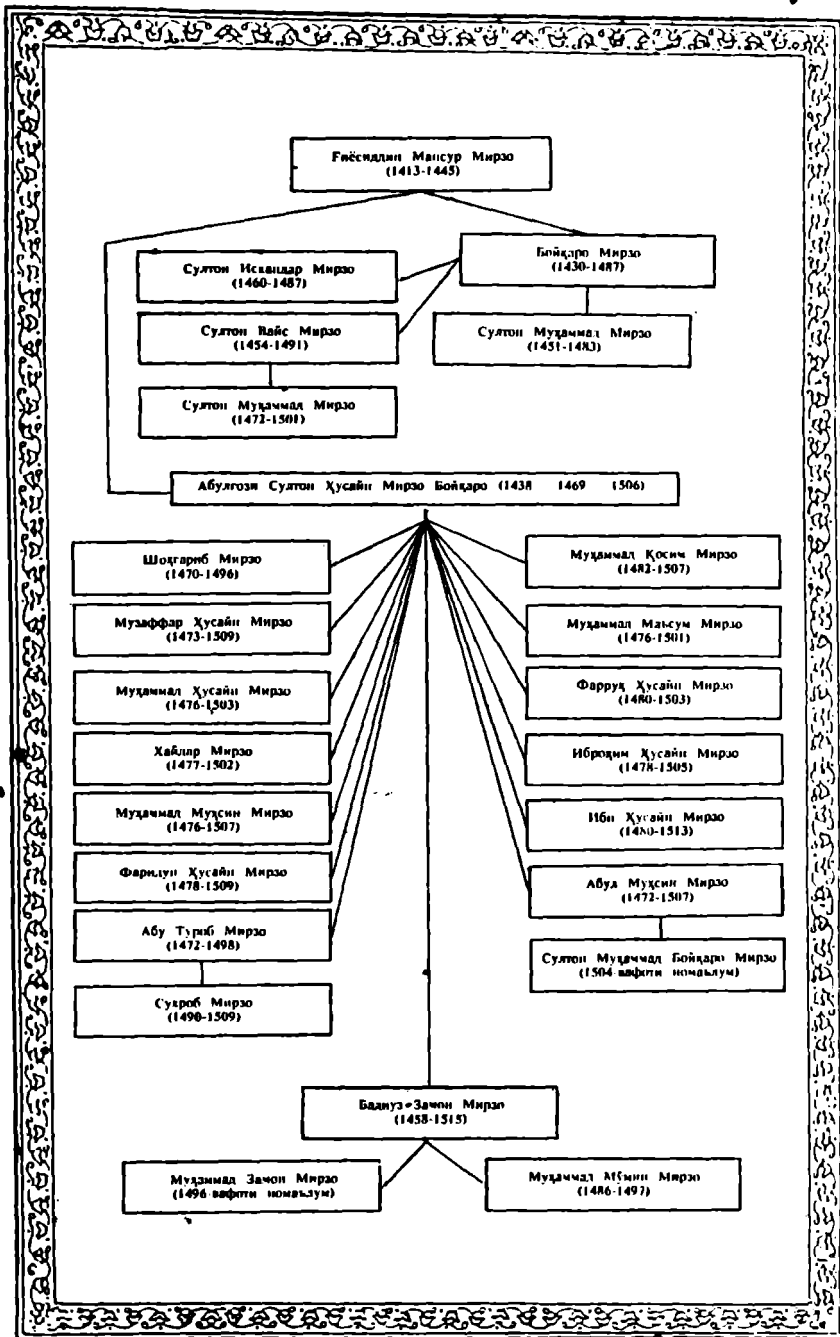 Ғиёсиддин Мансур Мирзо
(1413-1445)
Бойқаро Мирзо
(1430-1487)
Султон Искандар Мирзо
(1460-1487)
Султон Вайс Мирзо
(1454-1491)
Султон Муҳаммад Мирзо
(1451-1483)
Султон Муҳаммад Мирзо
(1472-1501)
Абулғози Султон Ҳусайн Мирзо Бойқаро (1438 1469 1506)
Шоҳғариб Мирзо
(1470-1496)
Музаффар Ҳусайн Мирзо
(1473-1509)
Муҳаммад Ҳусайн Мирзо
(1476-1503)
Хайдар Мирзо
(1477-1502)
Муҳаммад Муҳсин Мирзо
(1476-1507)
Фаридун Ҳусайн Мирзо
(1478-1509)
Абу Туроб Мирзо
(1472-1498)
Суҳроб Мирзо
(1490-1509)
Муҳаммад Қосим Мирзо
(1482-1507)
Муҳаммад Маъсум Мирзо
(1476-1501)
Фарруҳ Ҳусайн Мирзо
(1480-1503)
Иброҳим Ҳусайн Мирзо
(1478-1505)
Ибн Ҳусайн Мирзо
(1480-1513)
Абул Муҳсин Мирзо
(1472-1507)
Султон Муҳаммад Бойқаро Мирзо
(1504-вафоти номаълум)
Бадиуз-Замон Мирзо
(1458-1515)
Муҳаммад Замон Мирзо
(1496-вафоти номаълум)
Муҳаммад Мўмин Мирзо
(1486-1497)